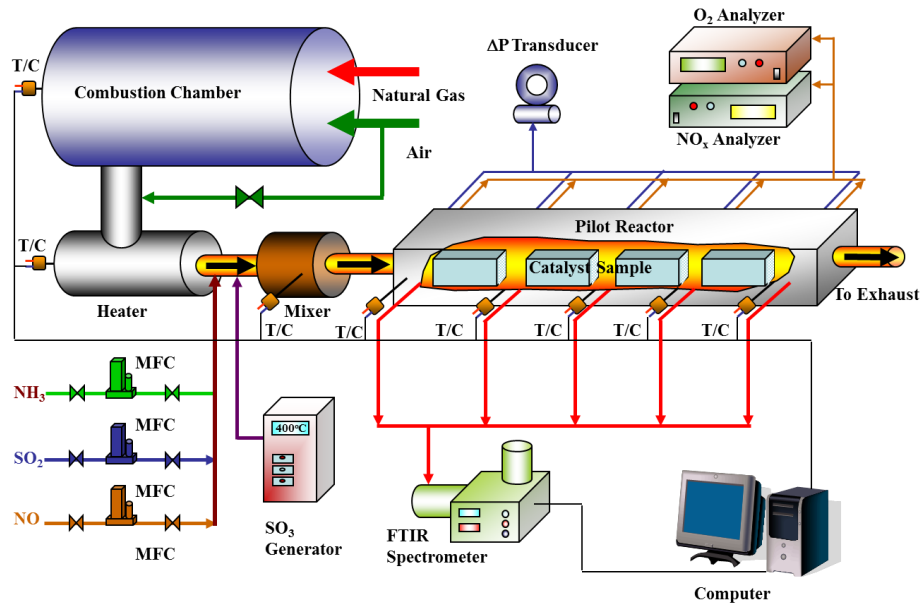 O₂ Analyzer
ΔP Transducer
T/C
Combustion Chamber
Natural Gas
NOₓ Analyzer
Air
Pilot Reactor
T/C
Catalyst Sample
To Exhaust
Heater
Mixer
T/C
T/C
T/C
T/C
T/C
T/C
MFC
NH₃
MFC
400°C
SO₂
MFC
NO
SO₃
Generator
FTIR
Spectrometer
MFC
Computer